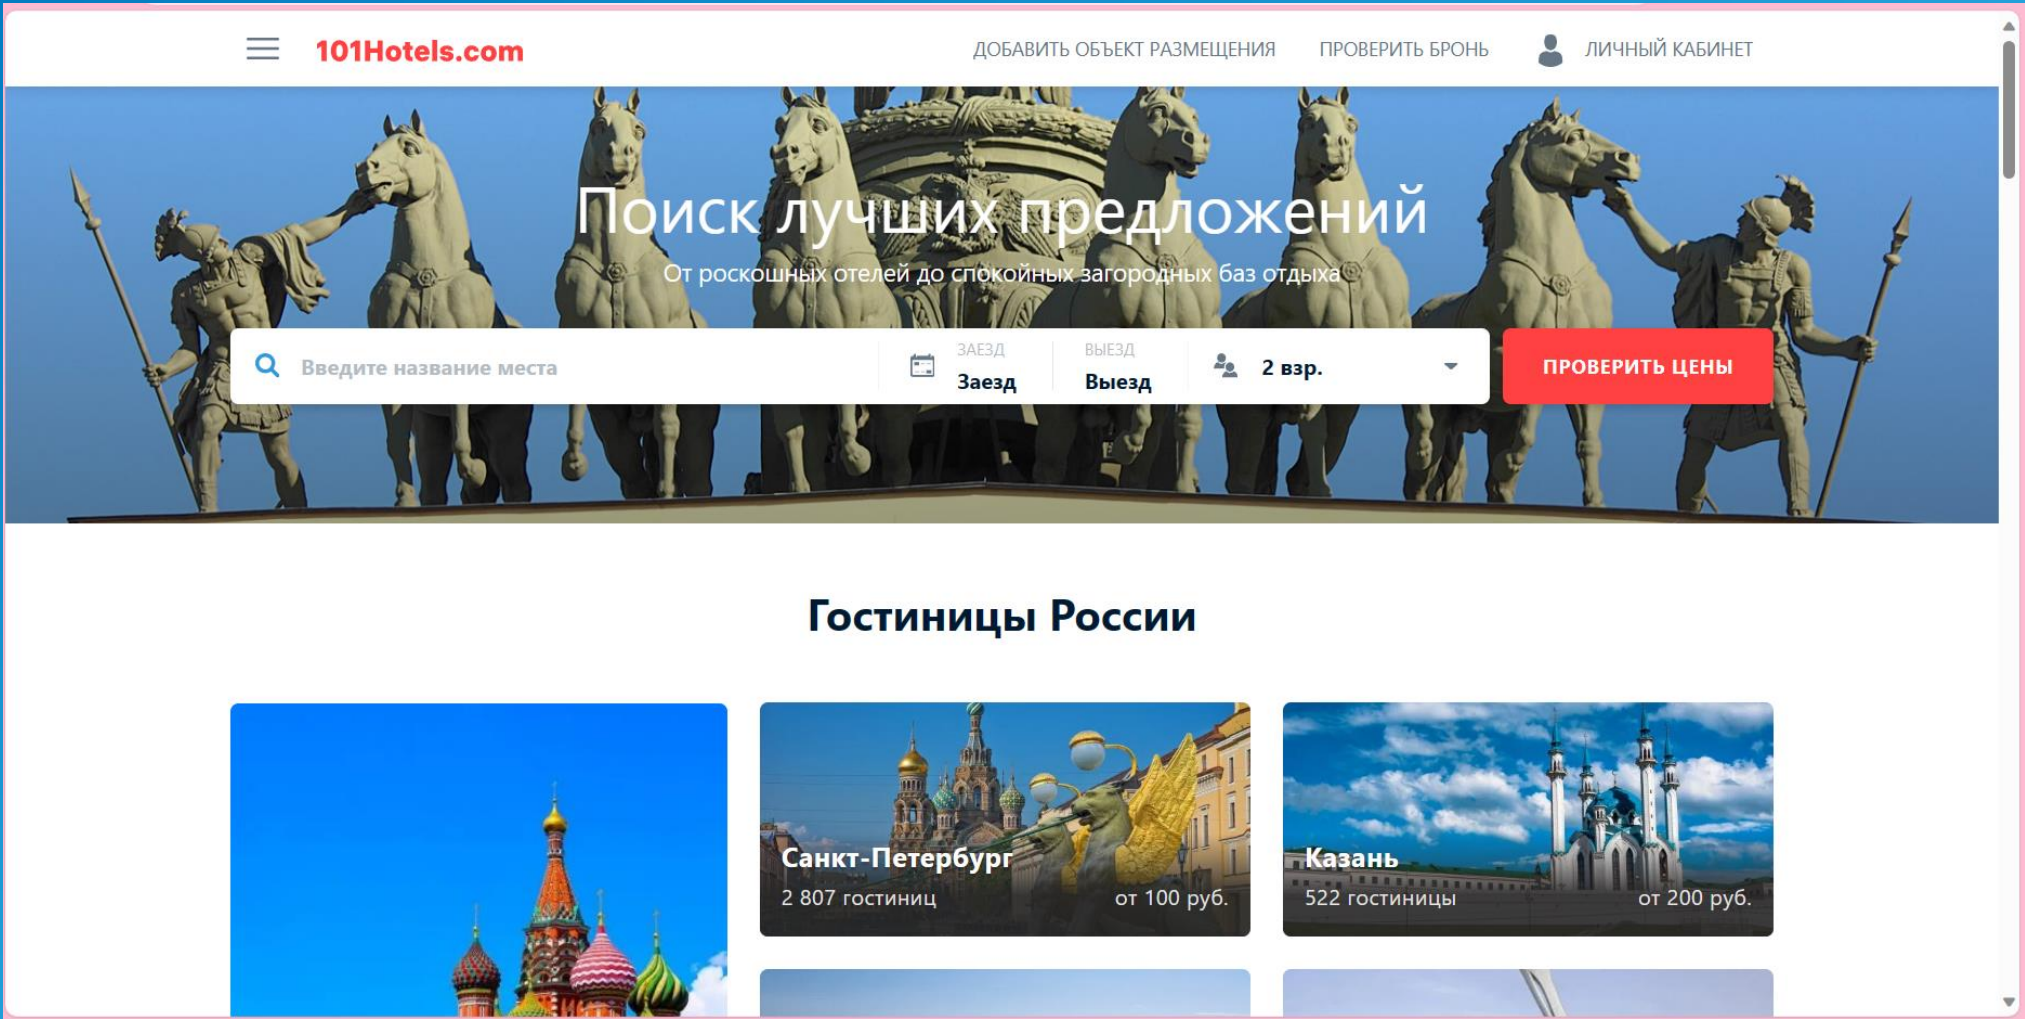 101Hotels.com
ДОБАВИТЬ ОБЪЕКТ РАЗМЕЩЕНИЯ
ПРОВЕРИТЬ БРОНЬ
ЛИЧНЫЙ КАБИНЕТ
Поиск лучших предложений
От роскошных отелей до спокойных загородных баз отдыха
Введите название места
ЗАЕЗД
Заезд
ВЫЕЗД
Выезд
2 взр.
ПРОВЕРИТЬ ЦЕНЫ
Гостиницы России
Санкт-Петербург
2 807 гостиниц
от 100 руб.
Казань
522 гостиницы
от 200 руб.